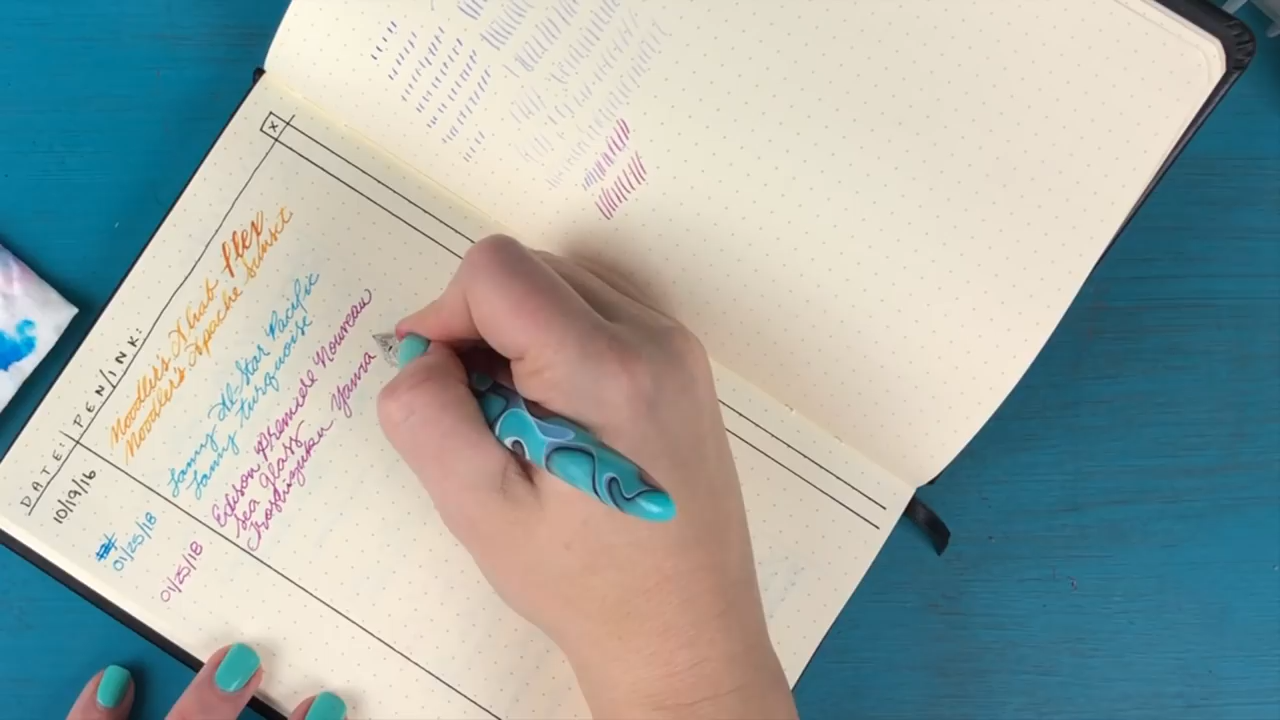 X
DATE: PEN/INK:
10/19/16 Noodler's Ahab Flex
Noodler's Apache Sunset
01/25/18 Lamy Al-Star Pacific
Lamy turquoise
01/25/18 Edison Premiere Nouveau
Sea Glass
Iroshizuku Yama